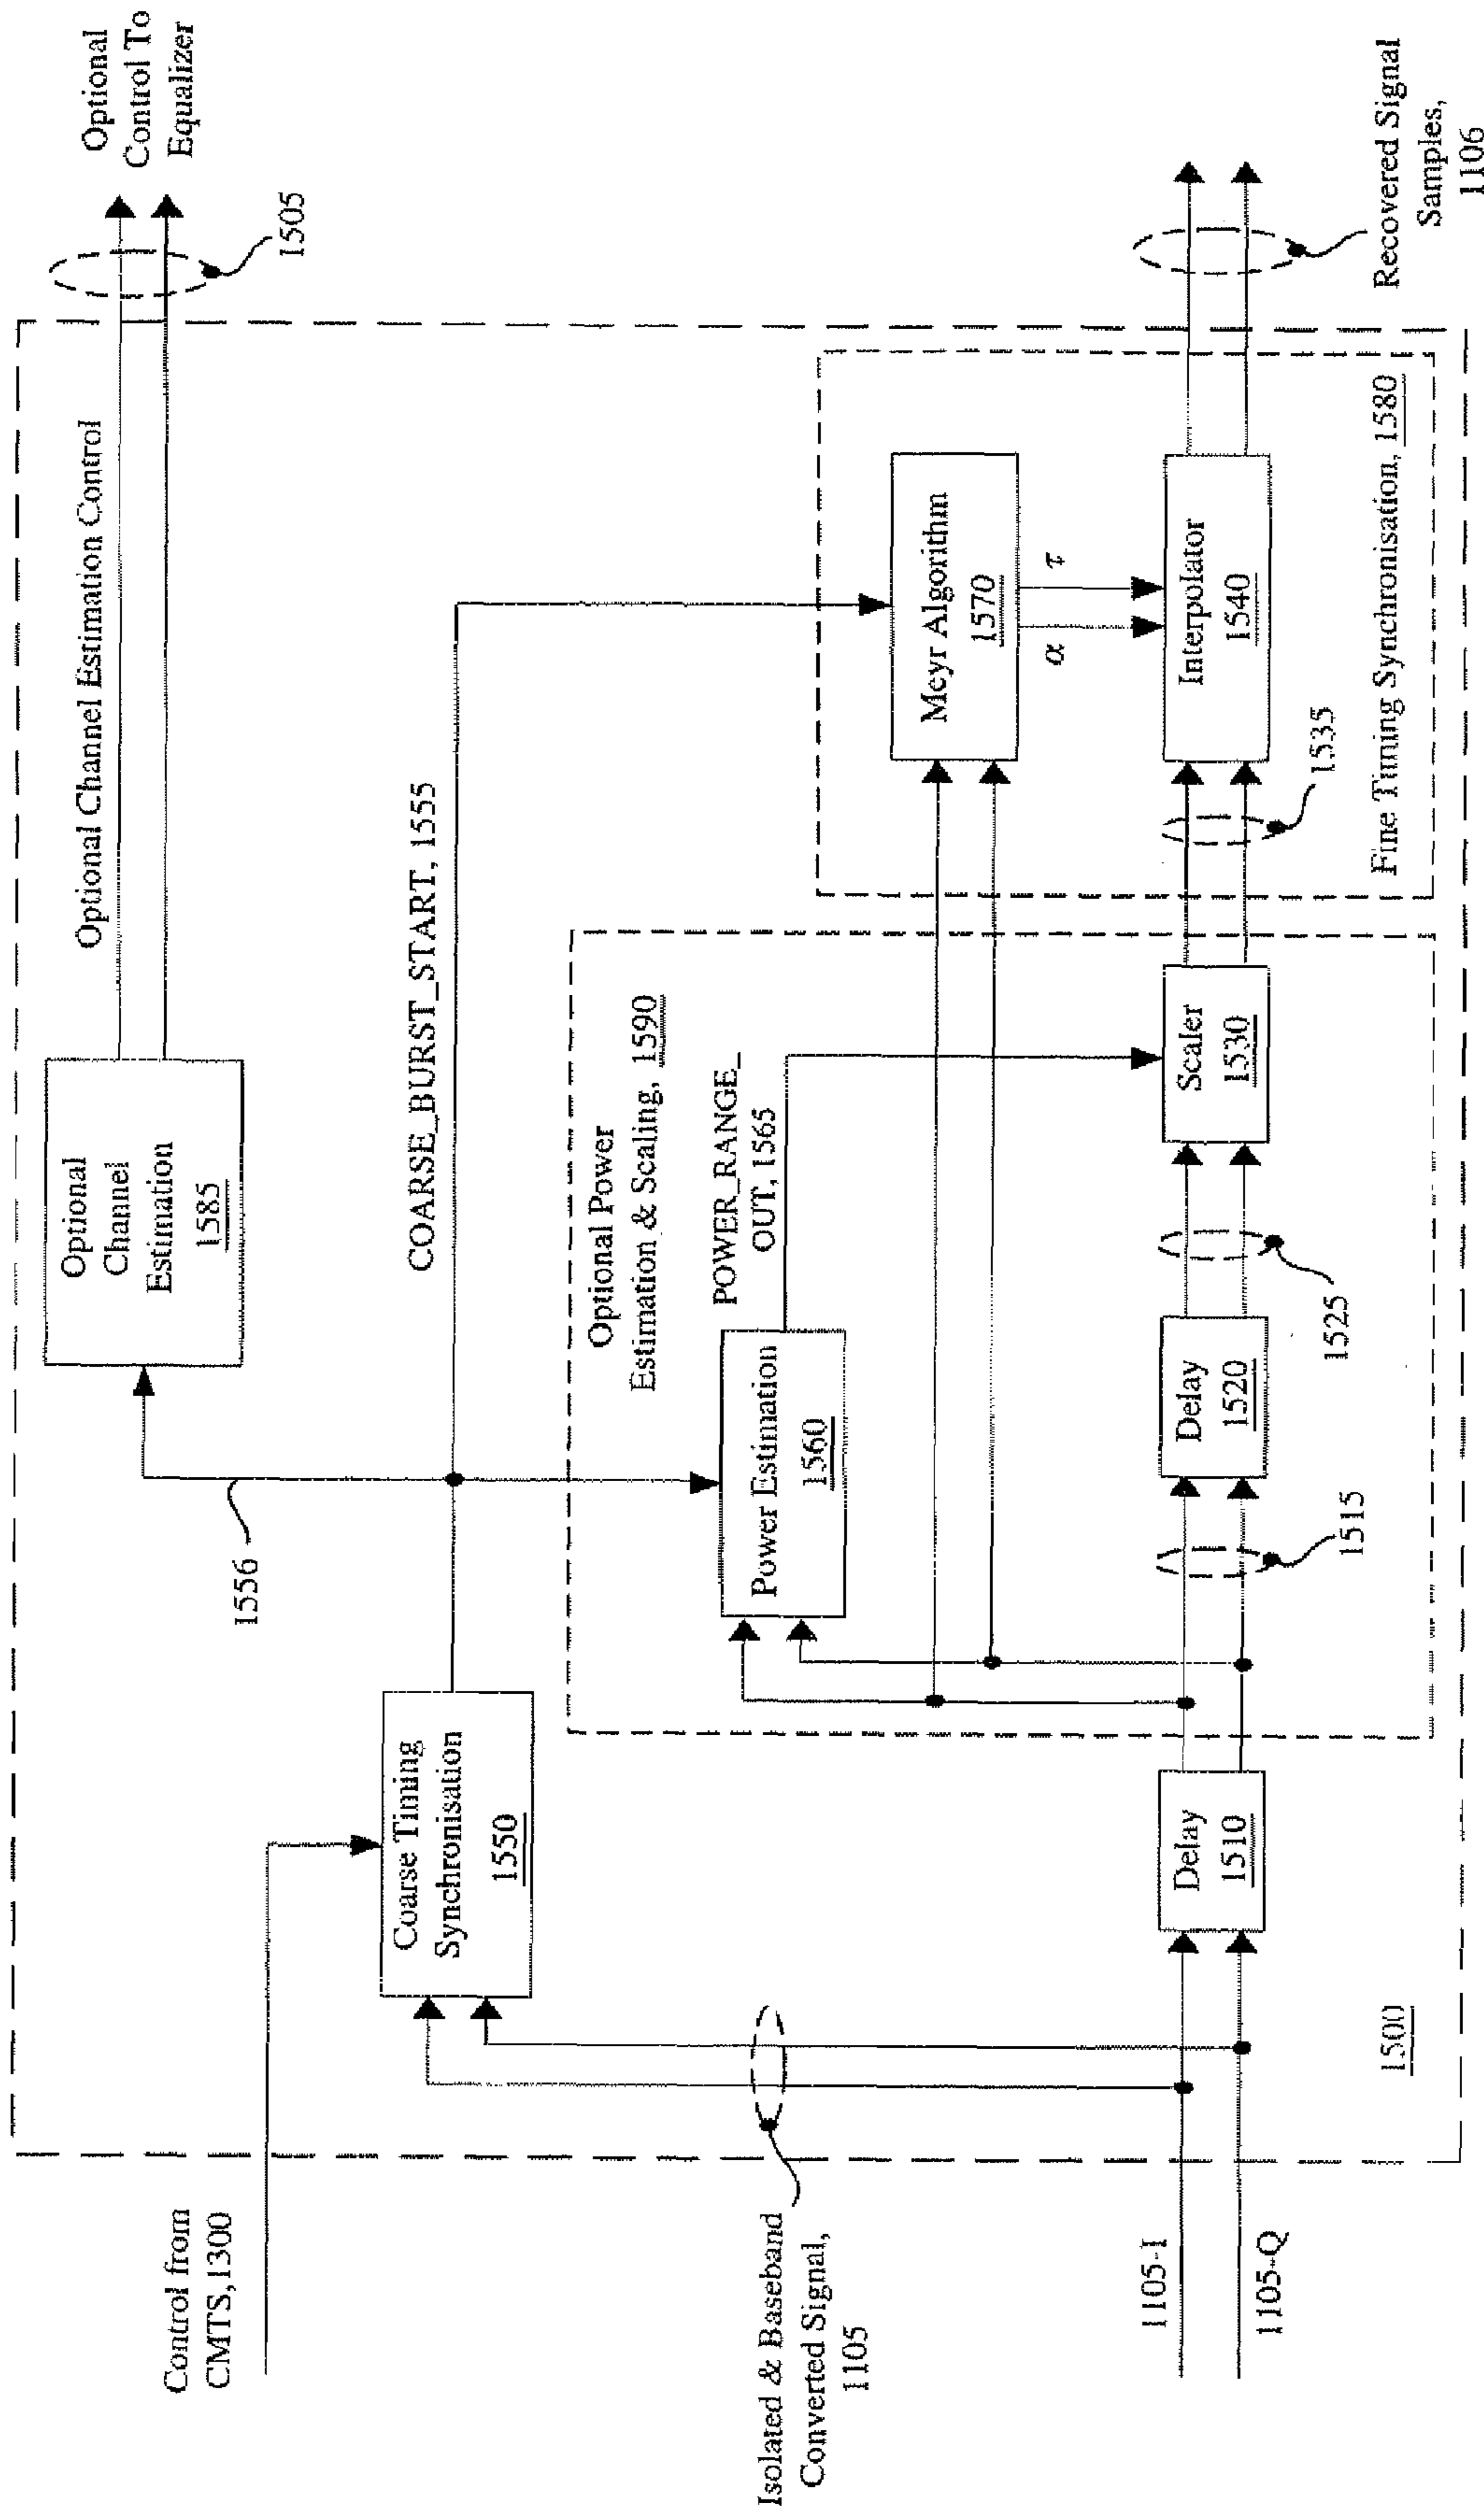 Optional
Control To
Equalizer
1505
Optional Channel Estimation Control
Optional
Channel
Estimation
1585
1556
COARSE_BURST_START, 1555
Control from
CMTS,1300
Coarse Timing
Synchronisation
1550
Optional Power
Estimation & Scaling, 1590
POWER_RANGE_
OUT, 1565
Power Estimation
1560
Meyr Algorithm
1570
α
τ
Isolated & Baseband
Converted Signal,
1105
1105-I
1105-Q
Delay
1510
1515
Delay
1520
1525
Scaler
1530
1535
Interpolator
1540
Fine Timing Synchronisation, 1580
Recovered Signal
Samples,
1106
1500